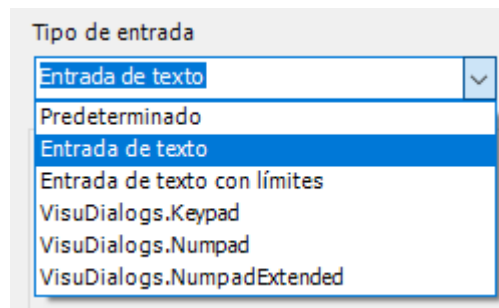 Tipo de entrada
Entrada de texto
Predeterminado
Entrada de texto
Entrada de texto con límites
VisuDialogs.Keypad
VisuDialogs.Numpad
VisuDialogs.NumpadExtended